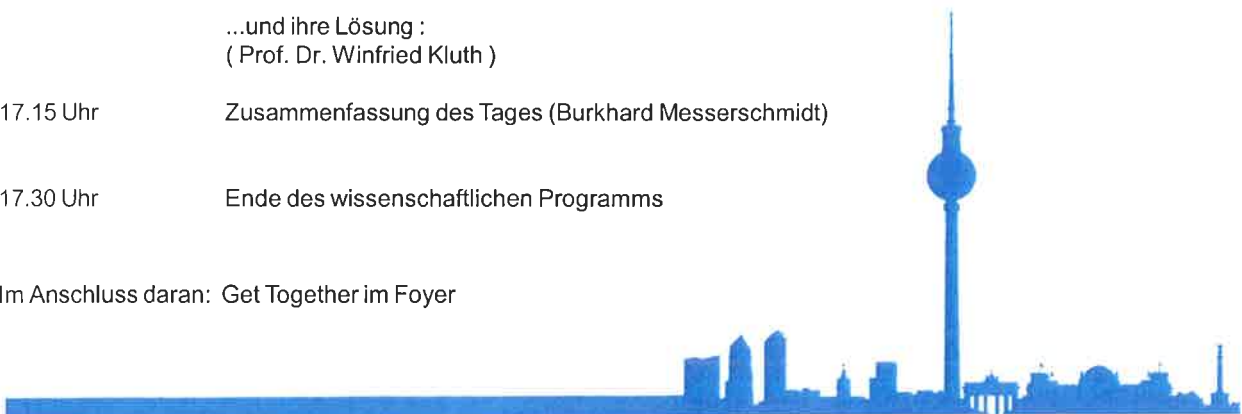 ...und ihre Lösung :
( Prof. Dr. Winfried Kluth )
17.15 Uhr Zusammenfassung des Tages (Burkhard Messerschmidt)
17.30 Uhr Ende des wissenschaftlichen Programms
Im Anschluss daran: Get Together im Foyer